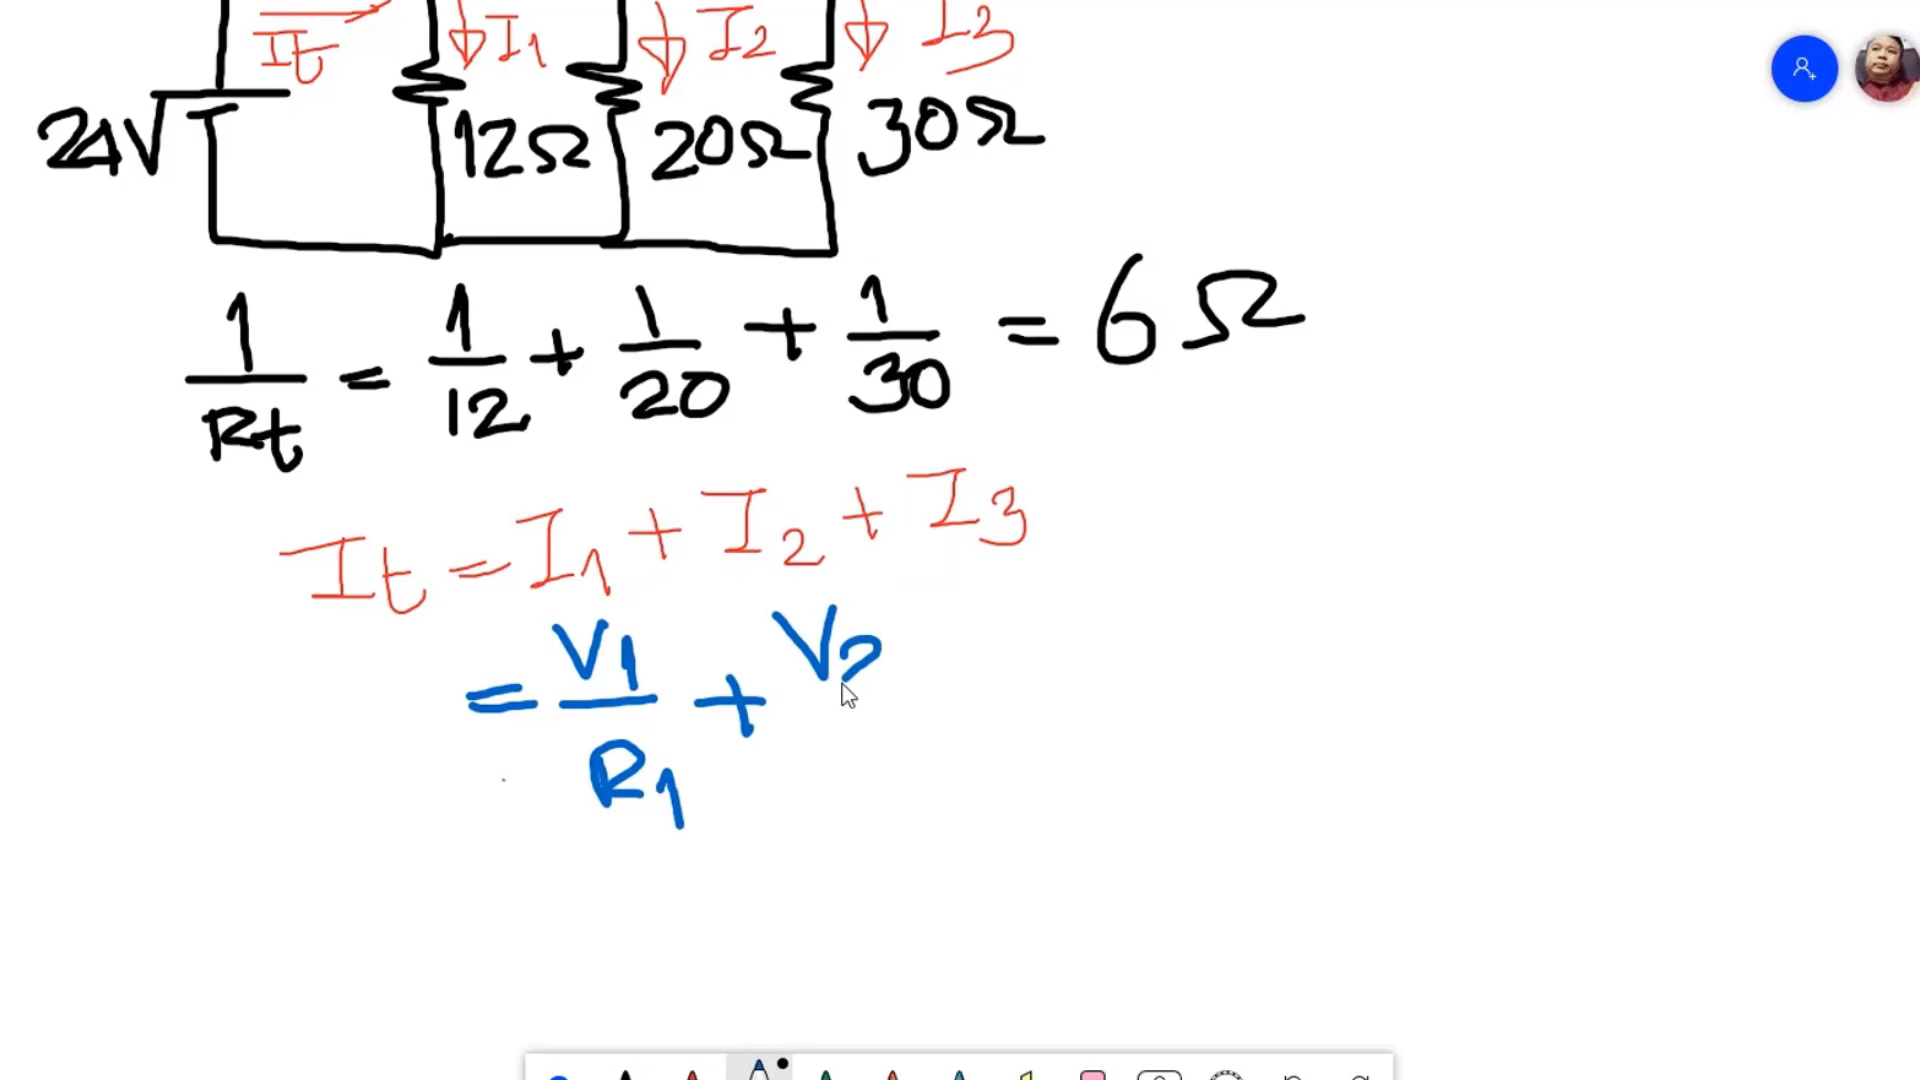 It I1 I2 I3
24V 12Ω 20Ω 30Ω
1/Rt = 1/12 + 1/20 + 1/30 = 6Ω
It = I1 + I2 + I3
= V1/R1 + V2